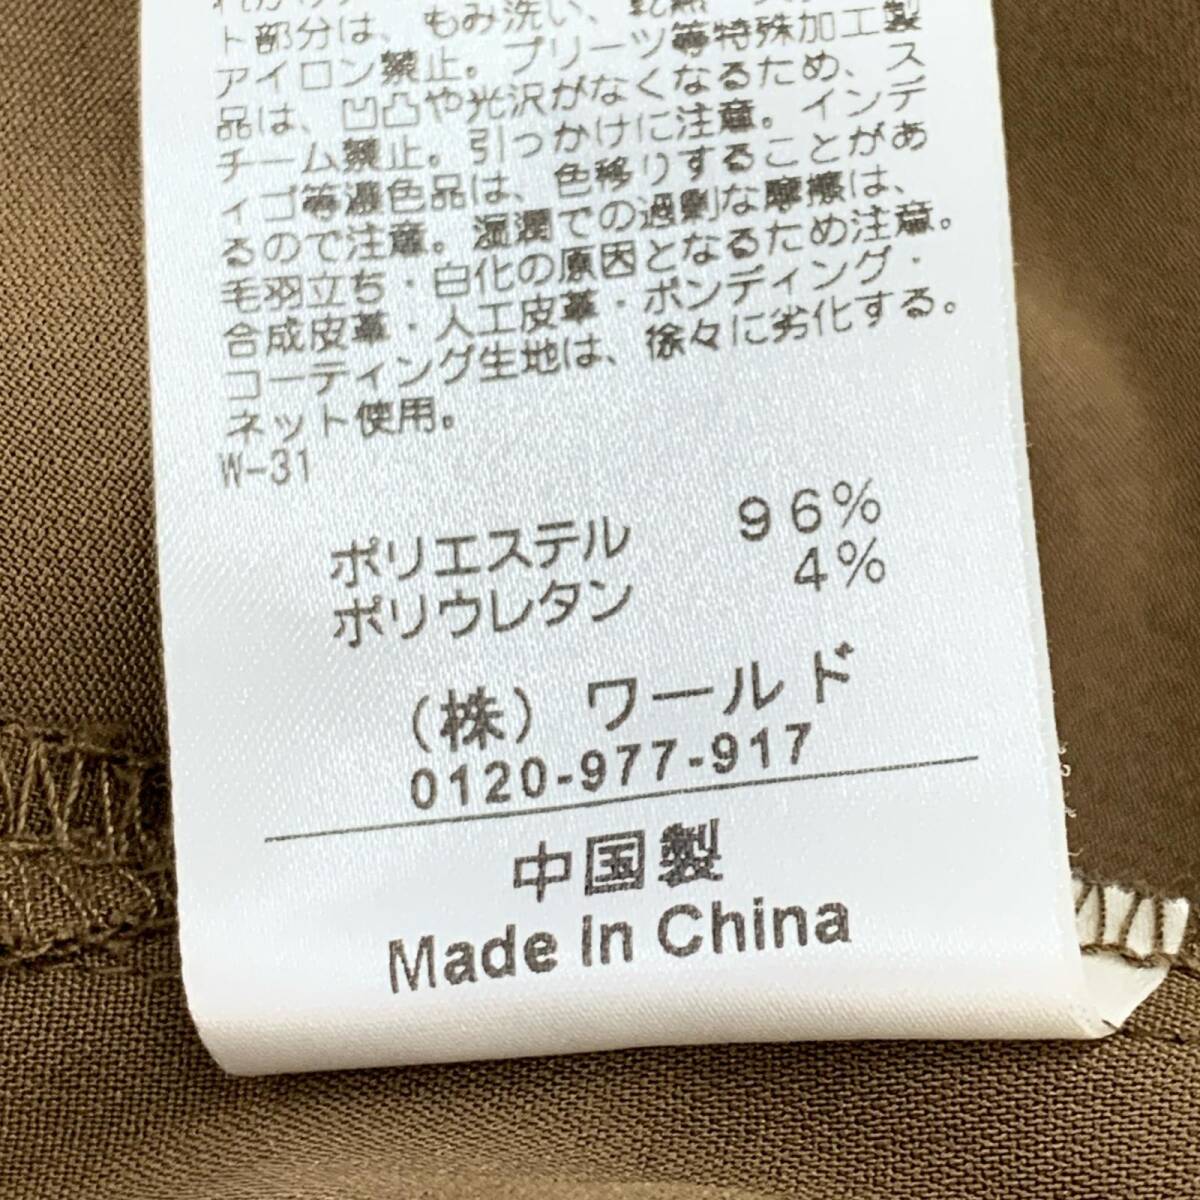 ト部分は、もみ洗い、乾熱
アイロン禁止。プリーツ等特殊加工製
品は、凹凸や光沢がなくなるため、ス
チーム禁止。引っかけに注意。インデ
ィゴ等濃色品は、色移りすることがあ
るので注意。湿潤での過剰な摩擦は、
毛羽立ち・白化の原因となるため注意。
合成皮革・人工皮革・ボンディング・
コーティング生地は、徐々に劣化する。
ネット使用。
W-31
ポリエステル 96%
ポリウレタン 4%
(株) ワールド
0120-977-917
中国製
Made in China